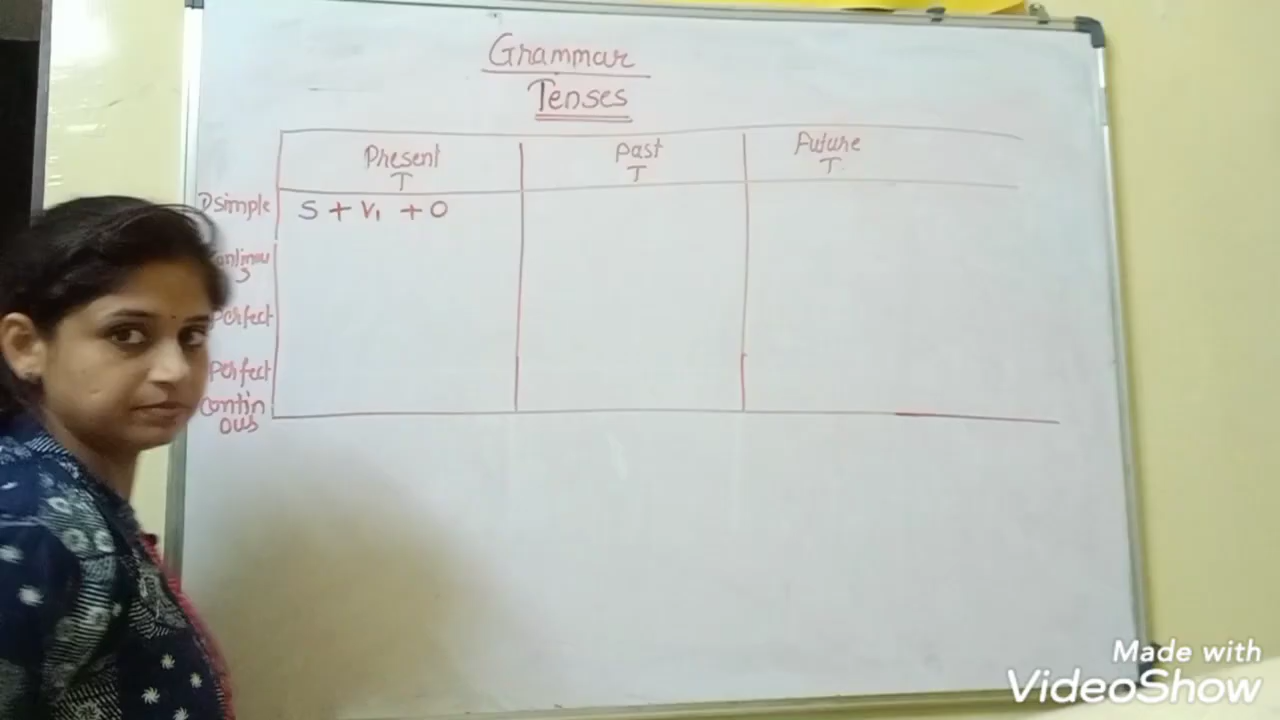 Grammar
Tenses
Present Past Future
T T T
simple S + V₁ + O
s
Perfect
Perfect
contin
ous
Made with
VideoShow